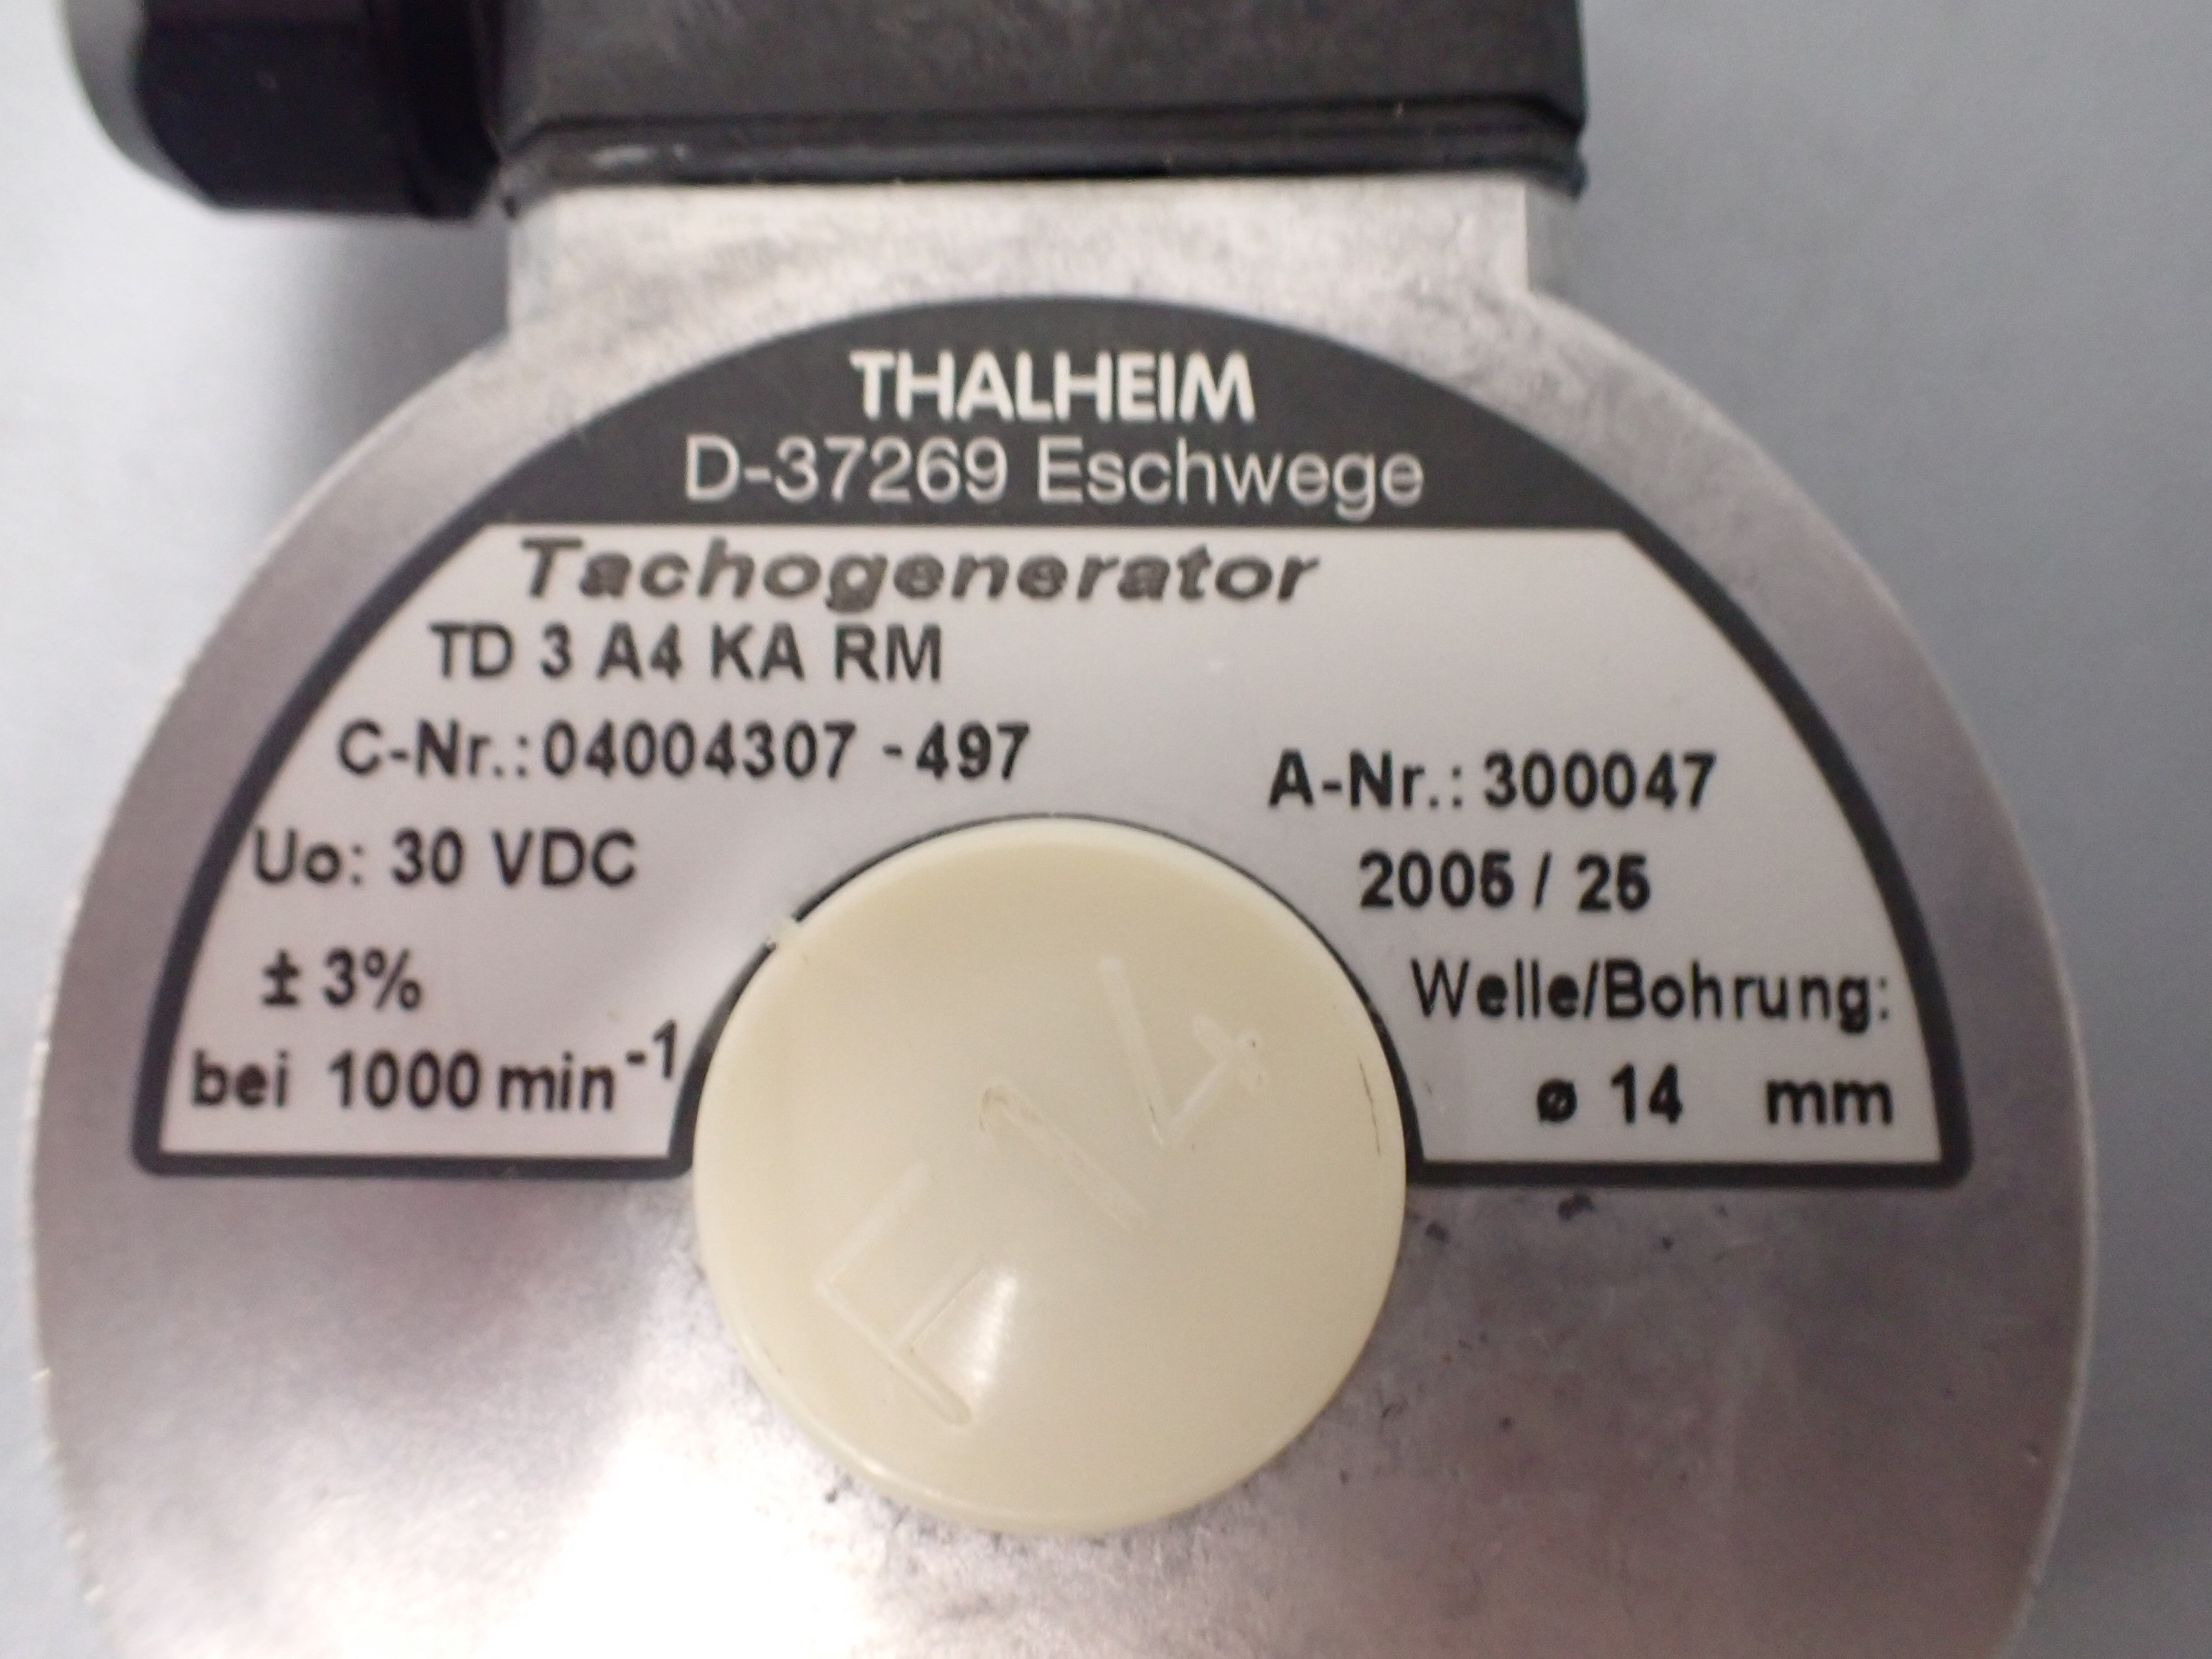 THALHEIM
D-37269 Eschwege
Tachogenerator
TD 3 A4 KA RM
C-Nr.: 04004307 - 497
A-Nr.: 300047
Uo: 30 VDC
2005 / 25
± 3%
Welle/Bohrung:
bei 1000 min⁻¹
ø 14 mm
F14